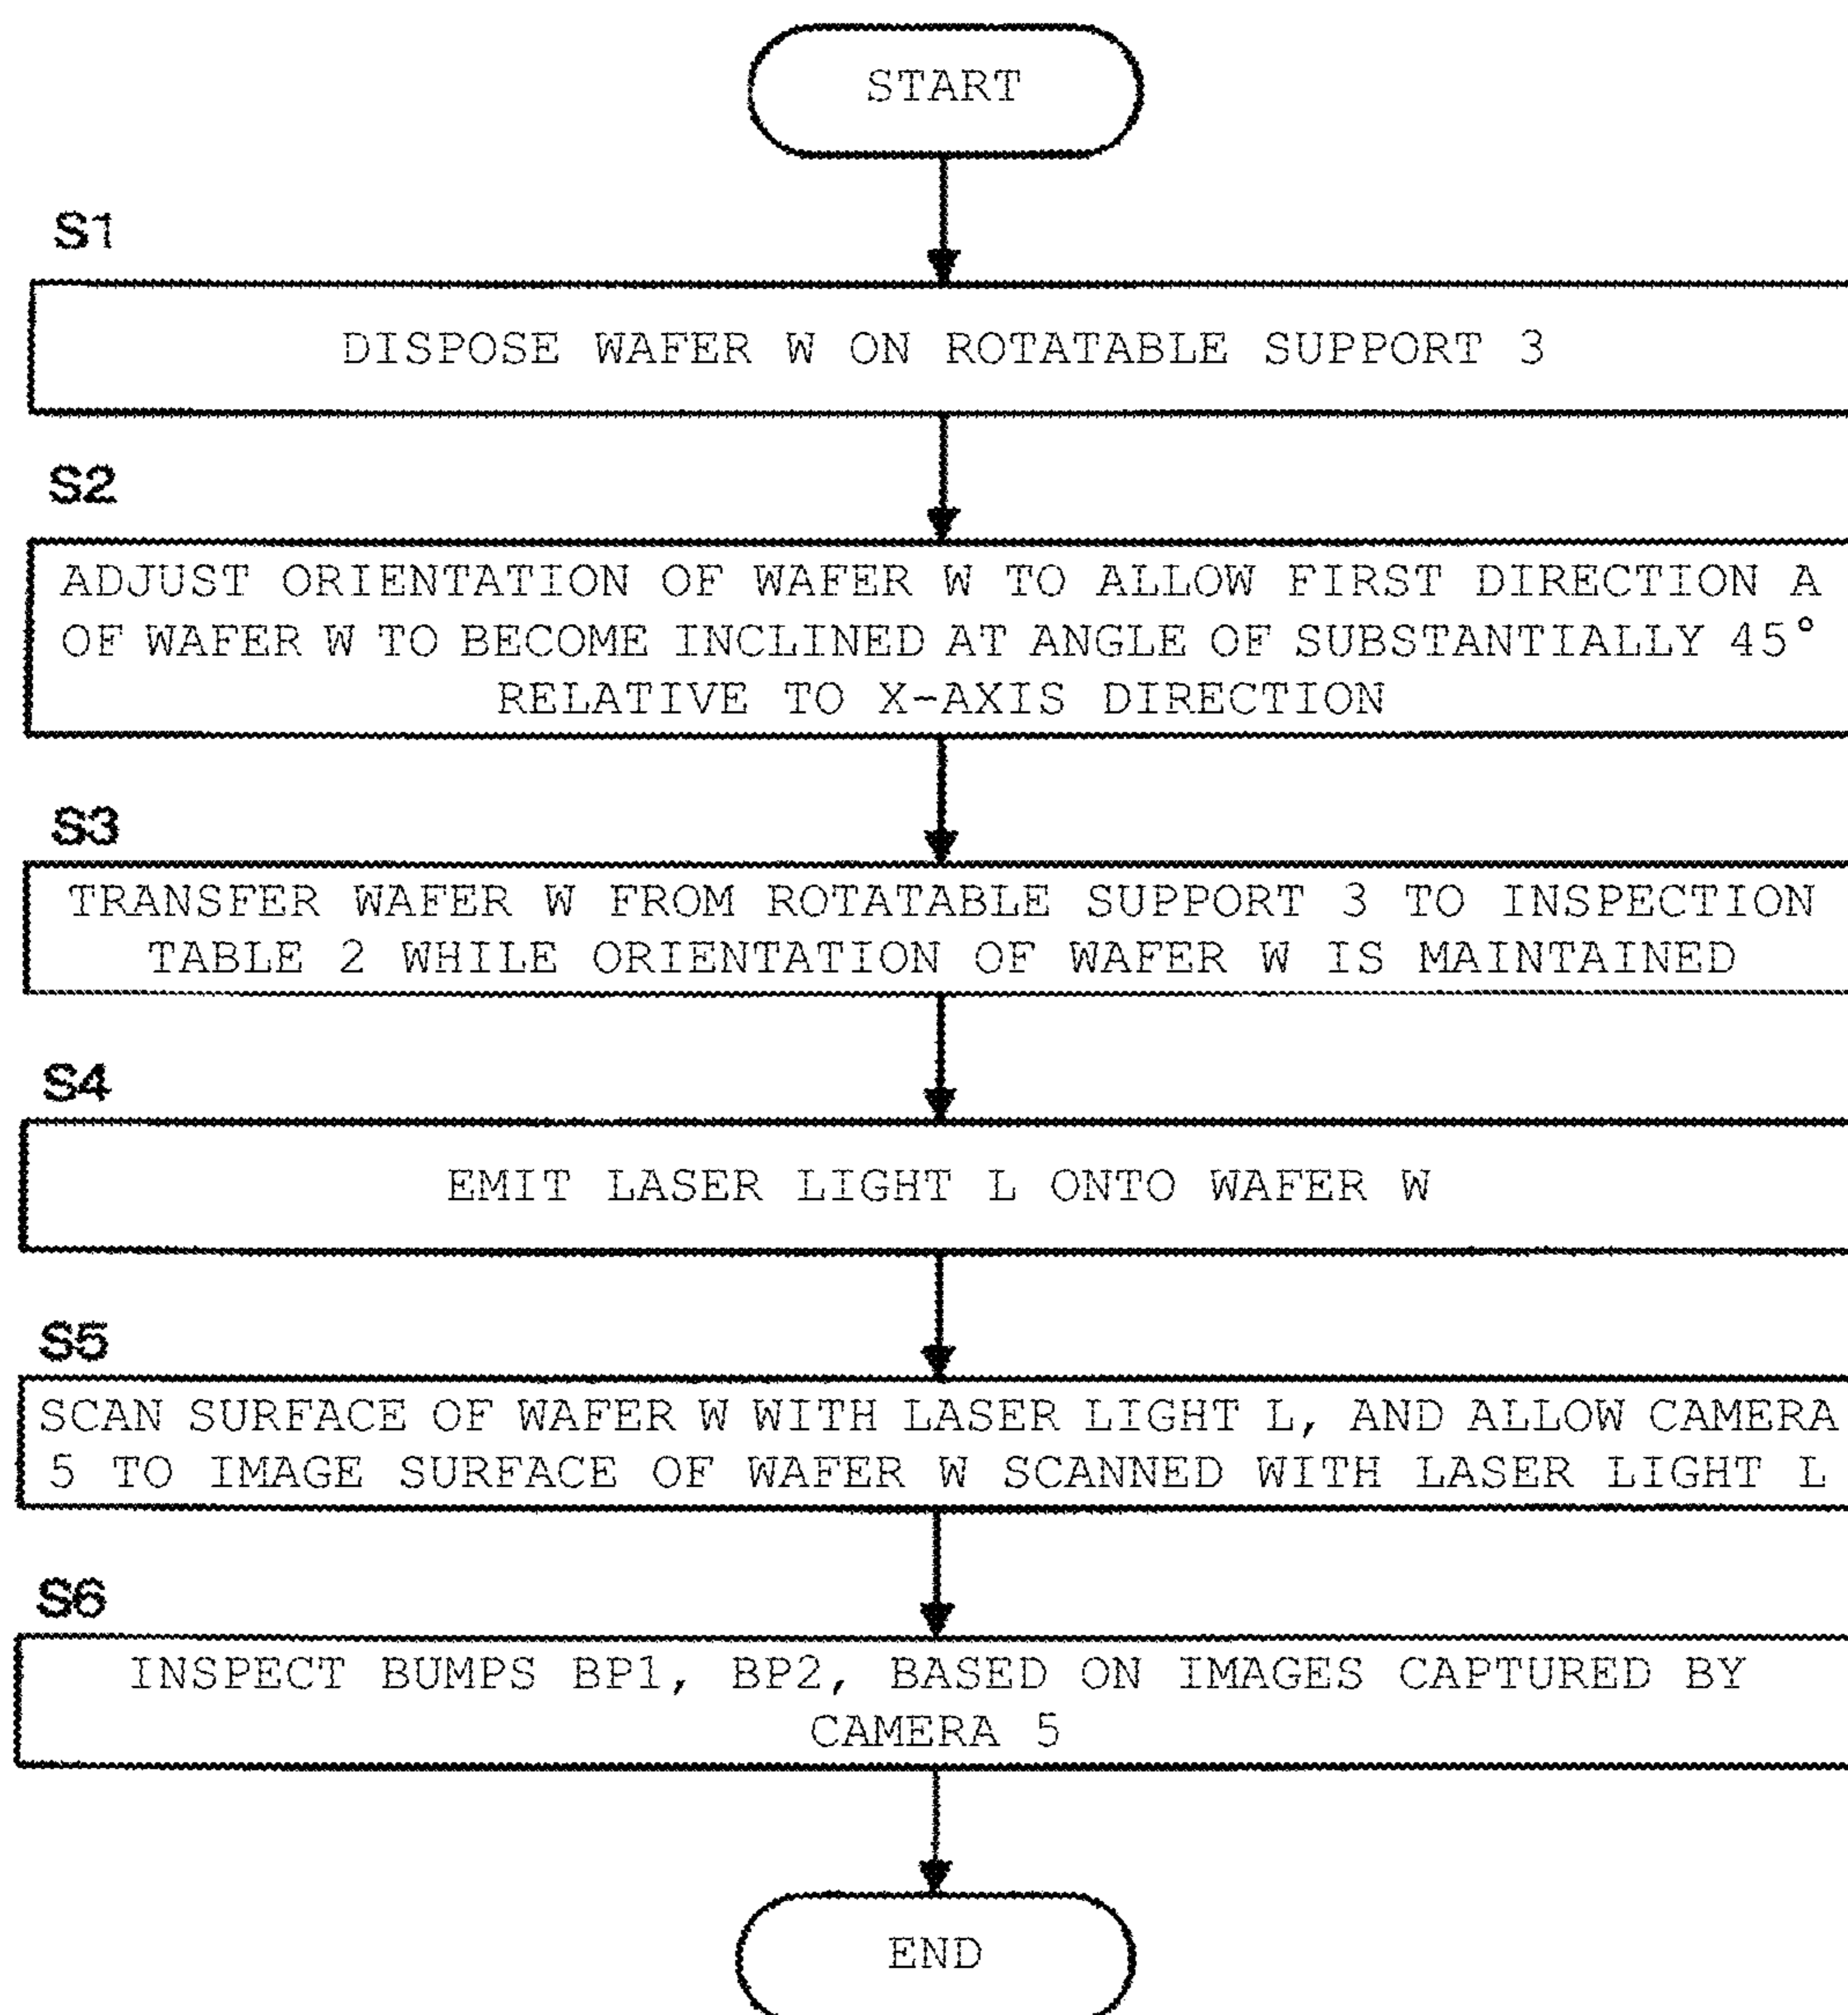 START
S1
DISPOSE WAFER W ON ROTATABLE SUPPORT 3
S2
ADJUST ORIENTATION OF WAFER W TO ALLOW FIRST DIRECTION A
OF WAFER W TO BECOME INCLINED AT ANGLE OF SUBSTANTIALLY 45°
RELATIVE TO X-AXIS DIRECTION
S3
TRANSFER WAFER W FROM ROTATABLE SUPPORT 3 TO INSPECTION
TABLE 2 WHILE ORIENTATION OF WAFER W IS MAINTAINED
S4
EMIT LASER LIGHT L ONTO WAFER W
S5
SCAN SURFACE OF WAFER W WITH LASER LIGHT L, AND ALLOW CAMERA
5 TO IMAGE SURFACE OF WAFER W SCANNED WITH LASER LIGHT L
S6
INSPECT BUMPS BP1, BP2, BASED ON IMAGES CAPTURED BY
CAMERA 5
END